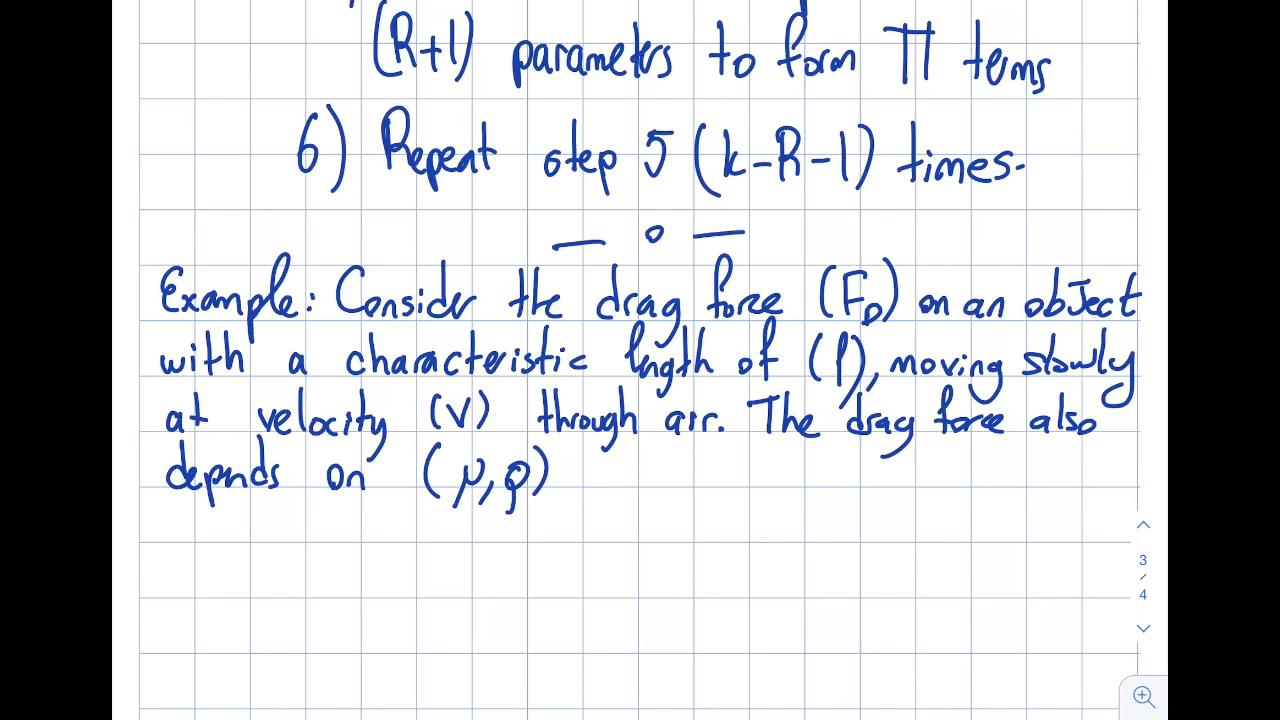 (R+1) parameters to form Π terms
6) Repeat step 5 (k-R-1) times.
— o —
Example: Consider the drag force (F_D) on an object
with a characteristic length of (l), moving slowly
at velocity (V) through air. The drag force also
depends on (μ, ρ)
3
/
4